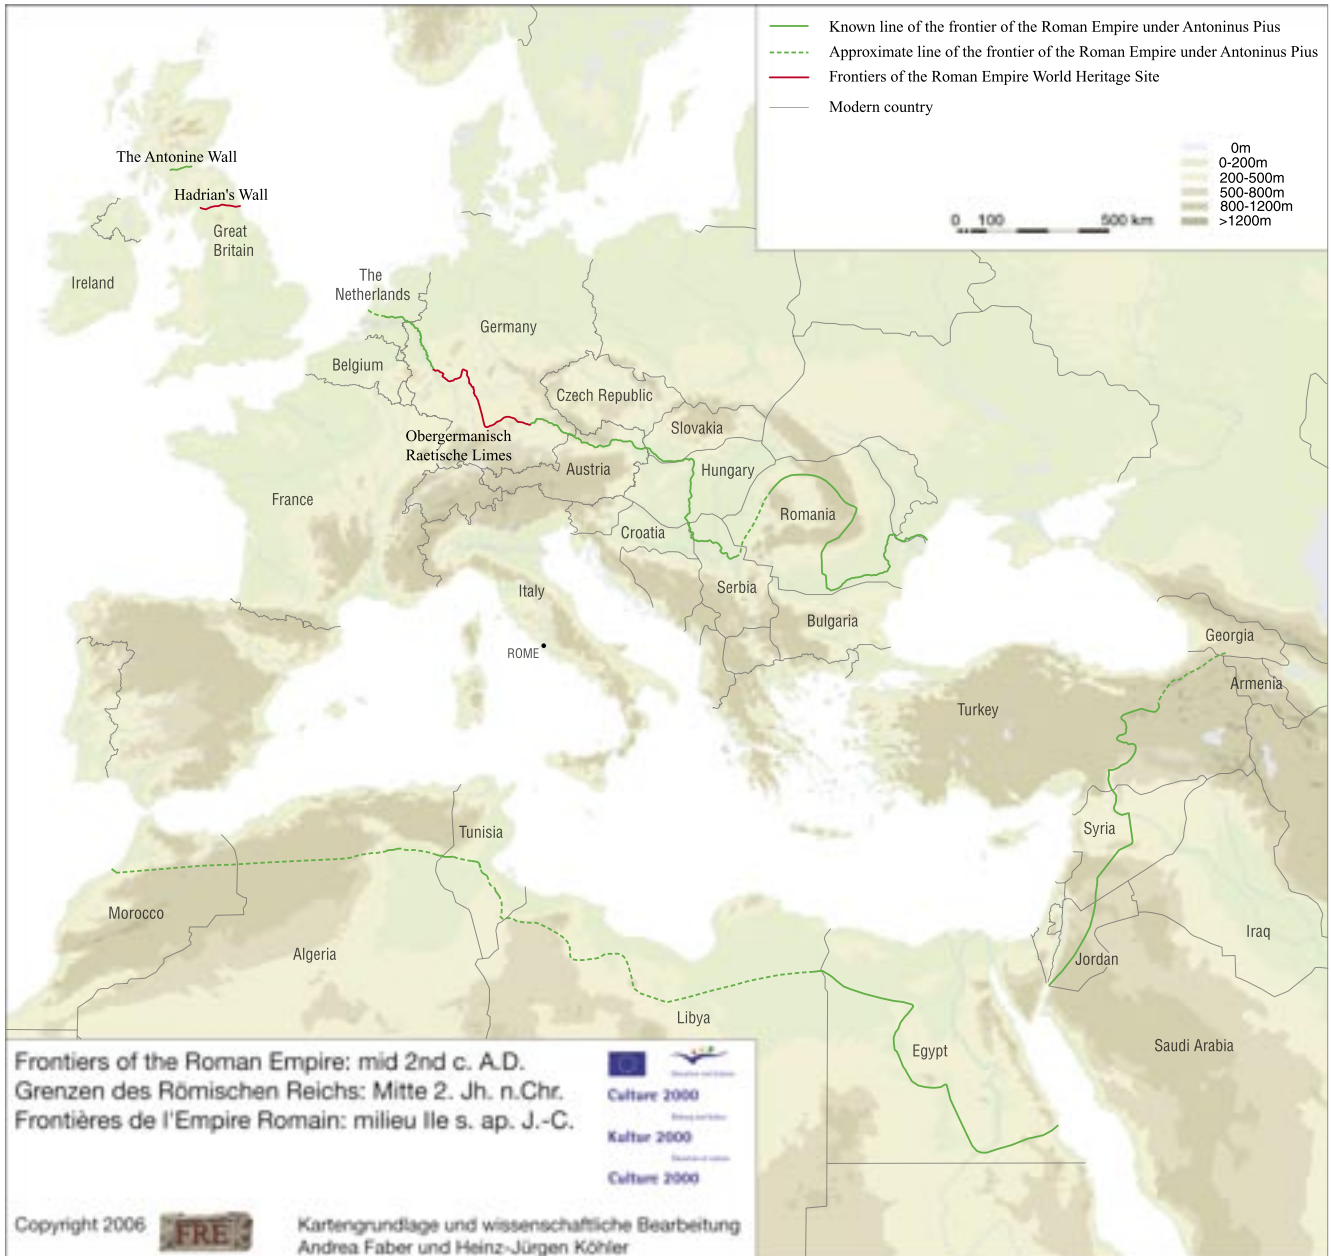 Known line of the frontier of the Roman Empire under Antoninus Pius
Approximate line of the frontier of the Roman Empire under Antoninus Pius
Frontiers of the Roman Empire World Heritage Site
Modern country
0m
0-200m
200-500m
500-800m
800-1200m
>1200m
0 100 500 km
The Antonine Wall
Hadrian's Wall
Great
Britain
Ireland
The
Netherlands
Germany
Belgium
Czech Republic
Slovakia
Obergermanisch
Raetische Limes
Austria
Hungary
France
Romania
Croatia
Italy
Serbia
Bulgaria
ROME
Georgia
Armenia
Turkey
Tunisia
Syria
Morocco
Algeria
Iraq
Jordan
Libya
Egypt
Saudi Arabia
Frontiers of the Roman Empire: mid 2nd c. A.D.
Grenzen des Römischen Reichs: Mitte 2. Jh. n.Chr.
Frontières de l'Empire Romain: milieu IIe s. ap. J.-C.
Culture 2000
Kultur 2000
Culture 2000
Copyright 2006
FRE
Kartengrundlage und wissenschaftliche Bearbeitung
Andrea Faber und Heinz-Jürgen Köhler